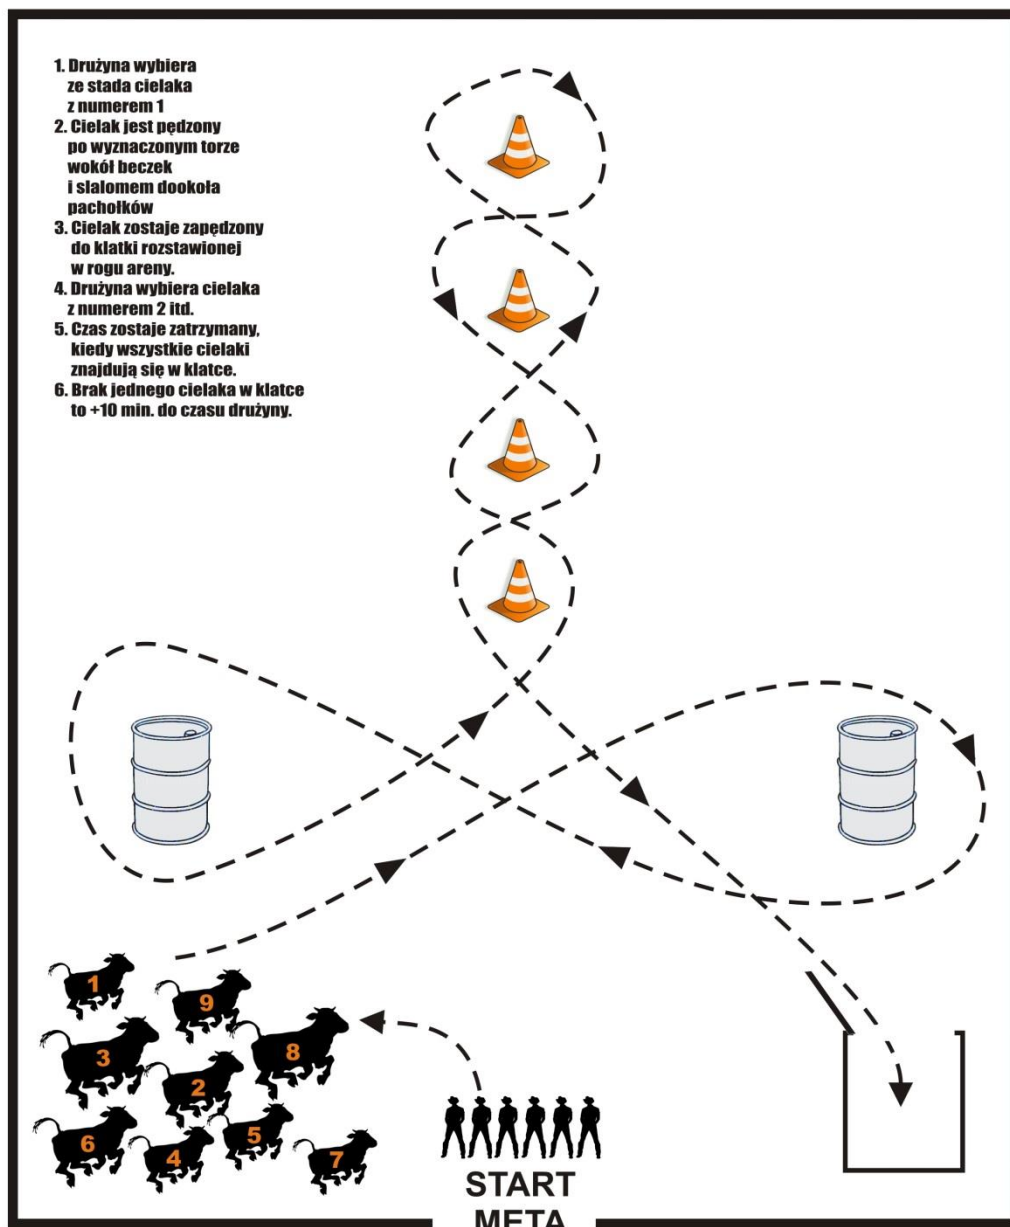 1. Drużyna wybiera
ze stada cielaka
z numerem 1
2. Cielak jest pędzony
po wyznaczonym torze
wokół beczek
i slalomem dookoła
pachołków
3. Cielak zostaje zapędzony
do klatki rozstawionej
w rogu areny.
4. Drużyna wybiera cielaka
z numerem 2 itd.
5. Czas zostaje zatrzymany,
kiedy wszystkie cielaki
znajdują się w klatce.
6. Brak jednego cielaka w klatce
to +10 min. do czasu drużyny.
1
9
3
8
2
6
4
5
7
START
META